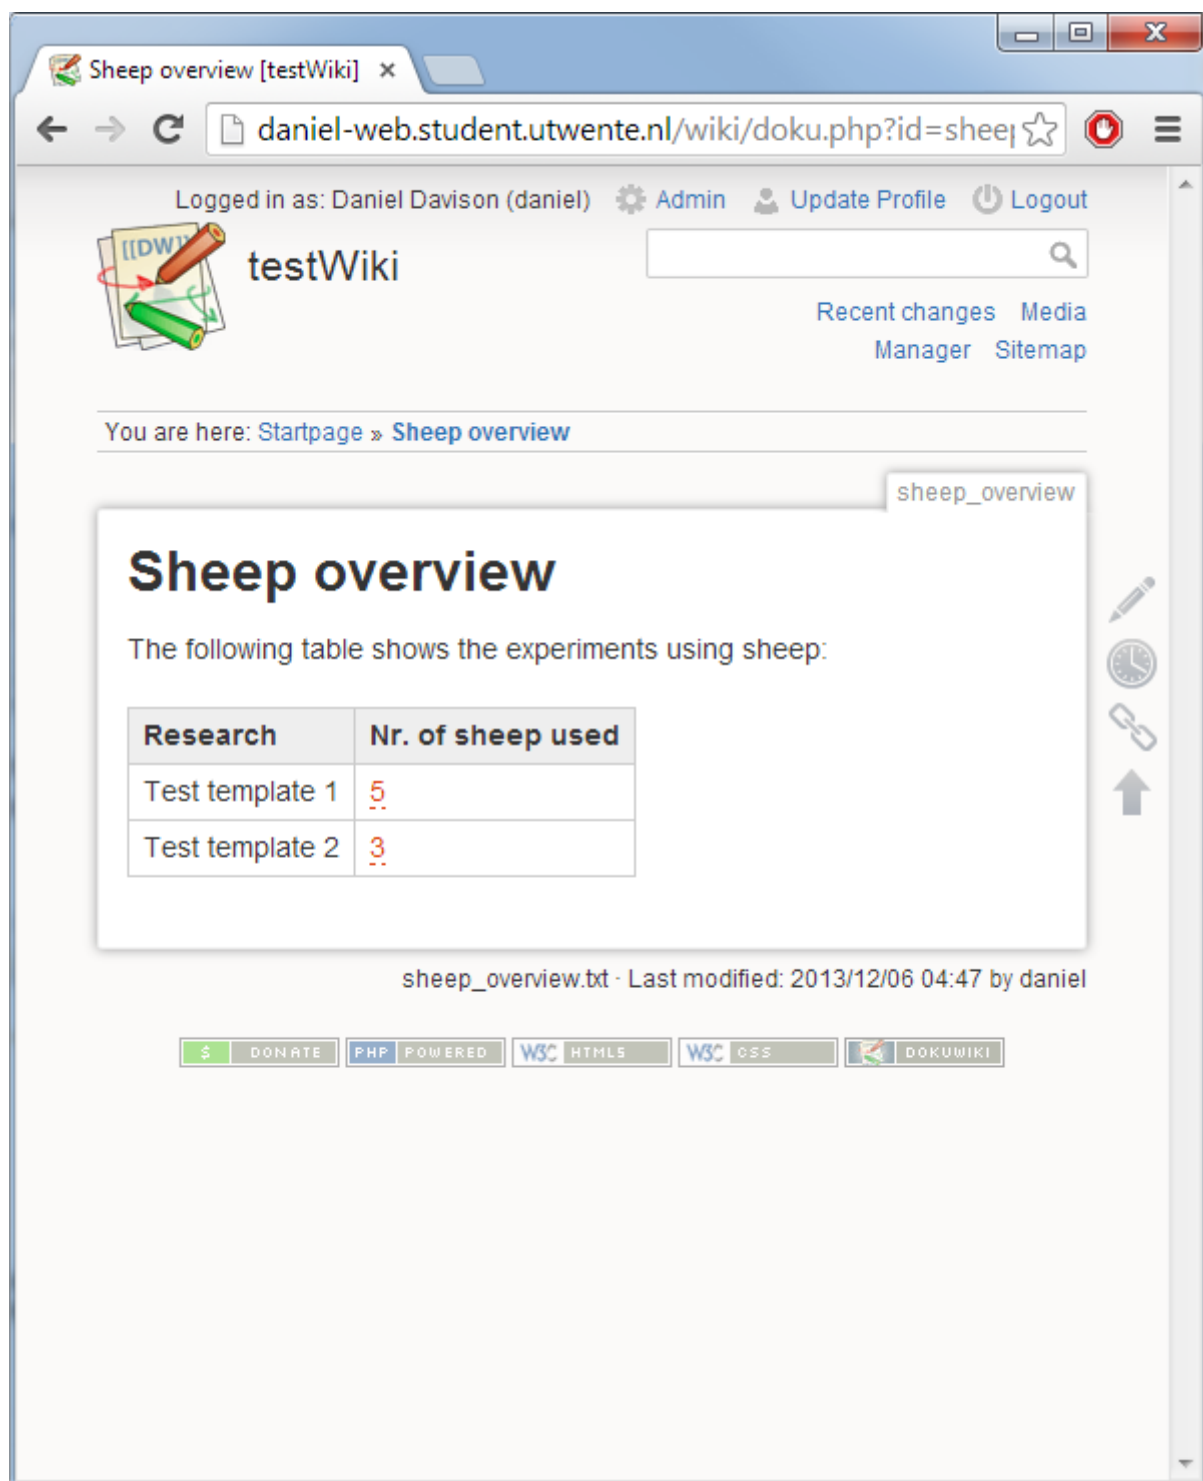 Sheep overview [testWiki]
daniel-web.student.utwente.nl/wiki/doku.php?id=sheep
Logged in as: Daniel Davison (daniel) Admin Update Profile Logout
[[DW]]
testWiki
Recent changes Media
Manager Sitemap
You are here: Startpage » Sheep overview
sheep_overview
Sheep overview
The following table shows the experiments using sheep:
Research Nr. of sheep used
Test template 1 5
Test template 2 3
sheep_overview.txt · Last modified: 2013/12/06 04:47 by daniel
$ DONATE PHP POWERED W3C HTML5 W3C CSS DOKUWIKI